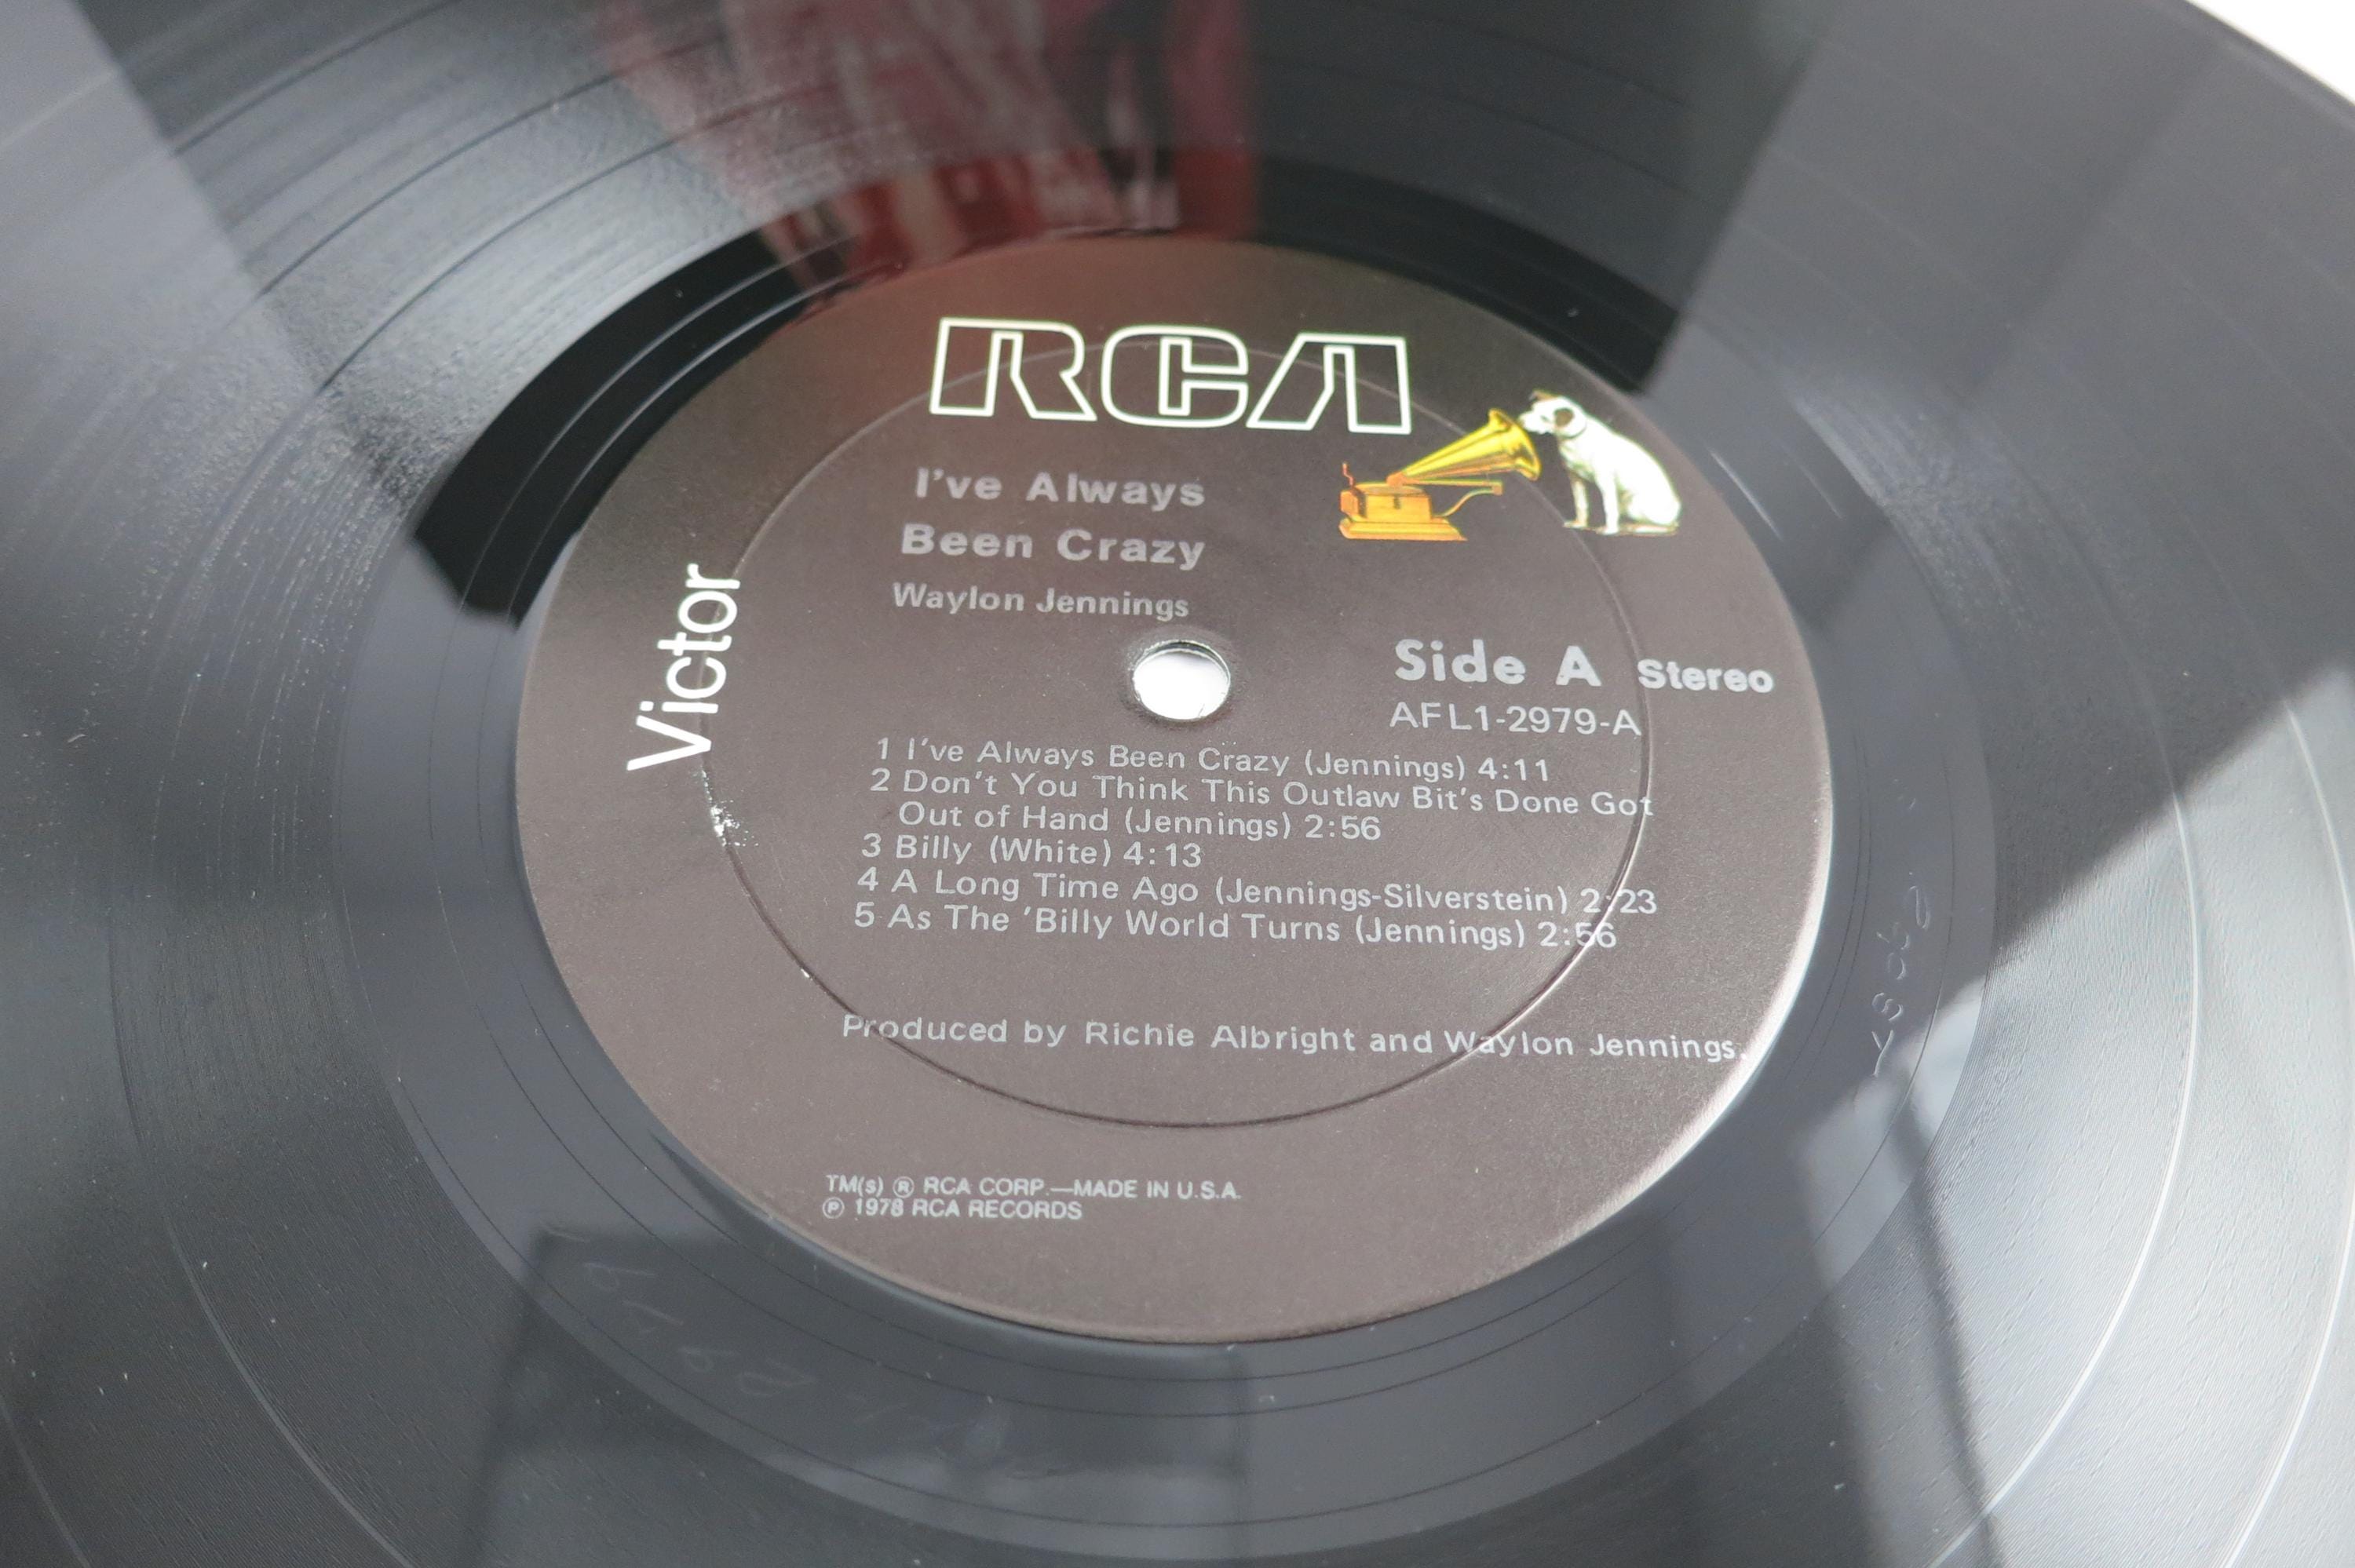 RCA
Victor
I've Always
Been Crazy
Waylon Jennings
Side A Stereo
AFL1-2979-A
1 I've Always Been Crazy (Jennings) 4:11
2 Don't You Think This Outlaw Bit's Done Got
Out of Hand (Jennings) 2:56
3 Billy (White) 4:13
4 A Long Time Ago (Jennings-Silverstein) 2:23
5 As The 'Billy World Turns (Jennings) 2:56
Produced by Richie Albright and Waylon Jennings.
TM(s) ® RCA CORP.—MADE IN U.S.A.
℗ 1978 RCA RECORDS